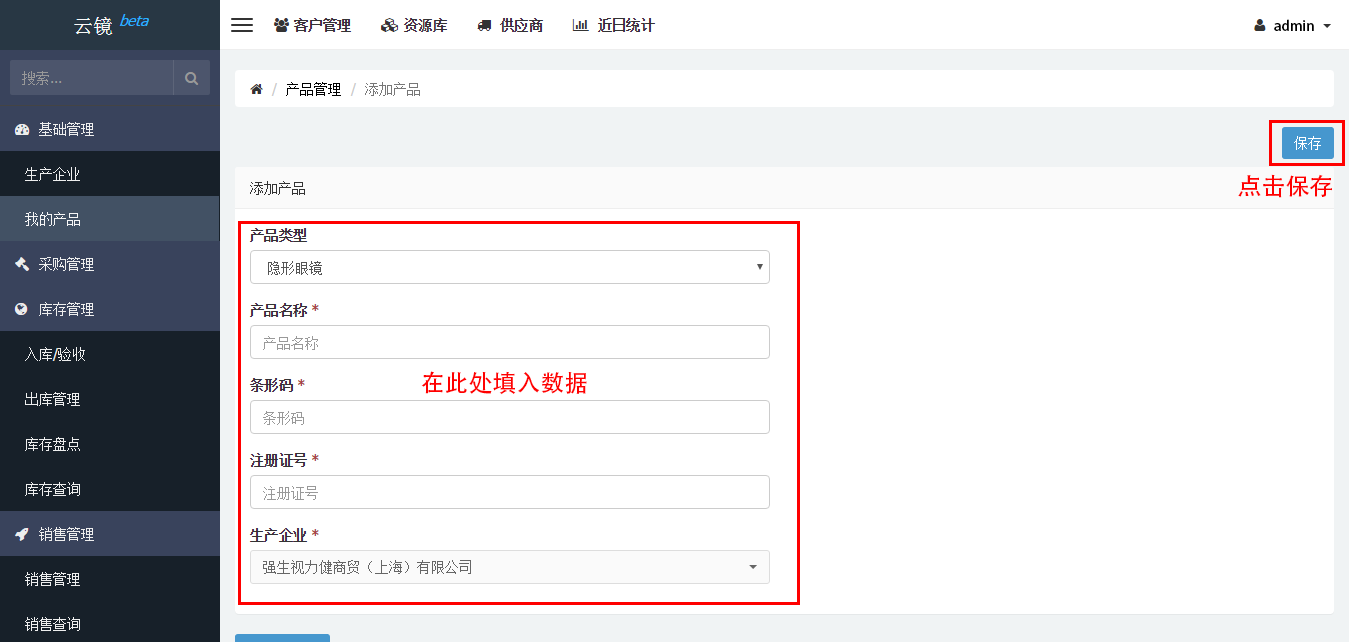 云镜 beta
客户管理 资源库 供应商 近日统计 admin
搜索...
基础管理
生产企业
我的产品
采购管理
库存管理
入库/验收
出库管理
库存盘点
库存查询
销售管理
销售管理
销售查询
/ 产品管理 / 添加产品
保存
点击保存
添加产品
产品类型
隐形眼镜
产品名称 *
产品名称
在此处填入数据
条形码 *
条形码
注册证号 *
注册证号
生产企业 *
强生视力健商贸（上海）有限公司